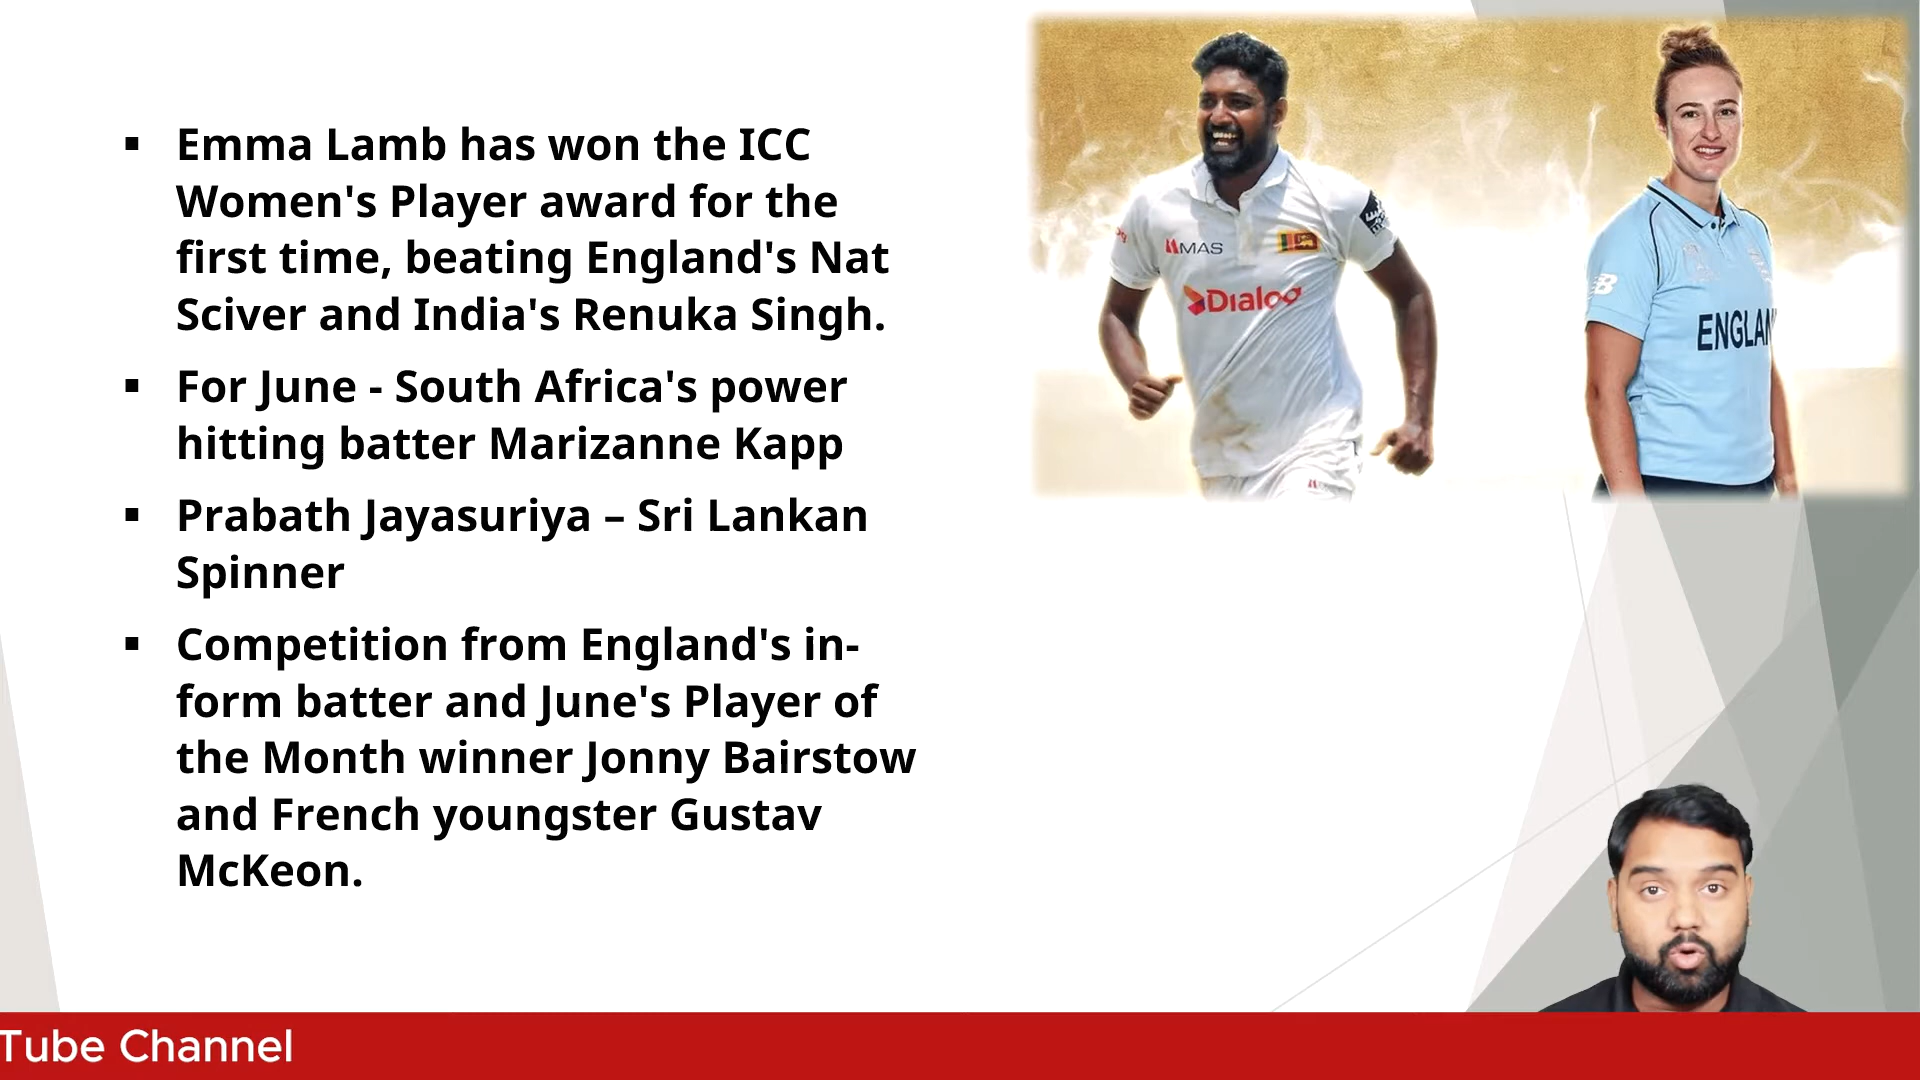 Emma Lamb has won the ICC
Women's Player award for the
first time, beating England's Nat
Sciver and India's Renuka Singh.
For June - South Africa's power
hitting batter Marizanne Kapp
Prabath Jayasuriya – Sri Lankan
Spinner
Competition from England's in-
form batter and June's Player of
the Month winner Jonny Bairstow
and French youngster Gustav
McKeon.
MAS
Dialog
ENGLAN
Tube Channel